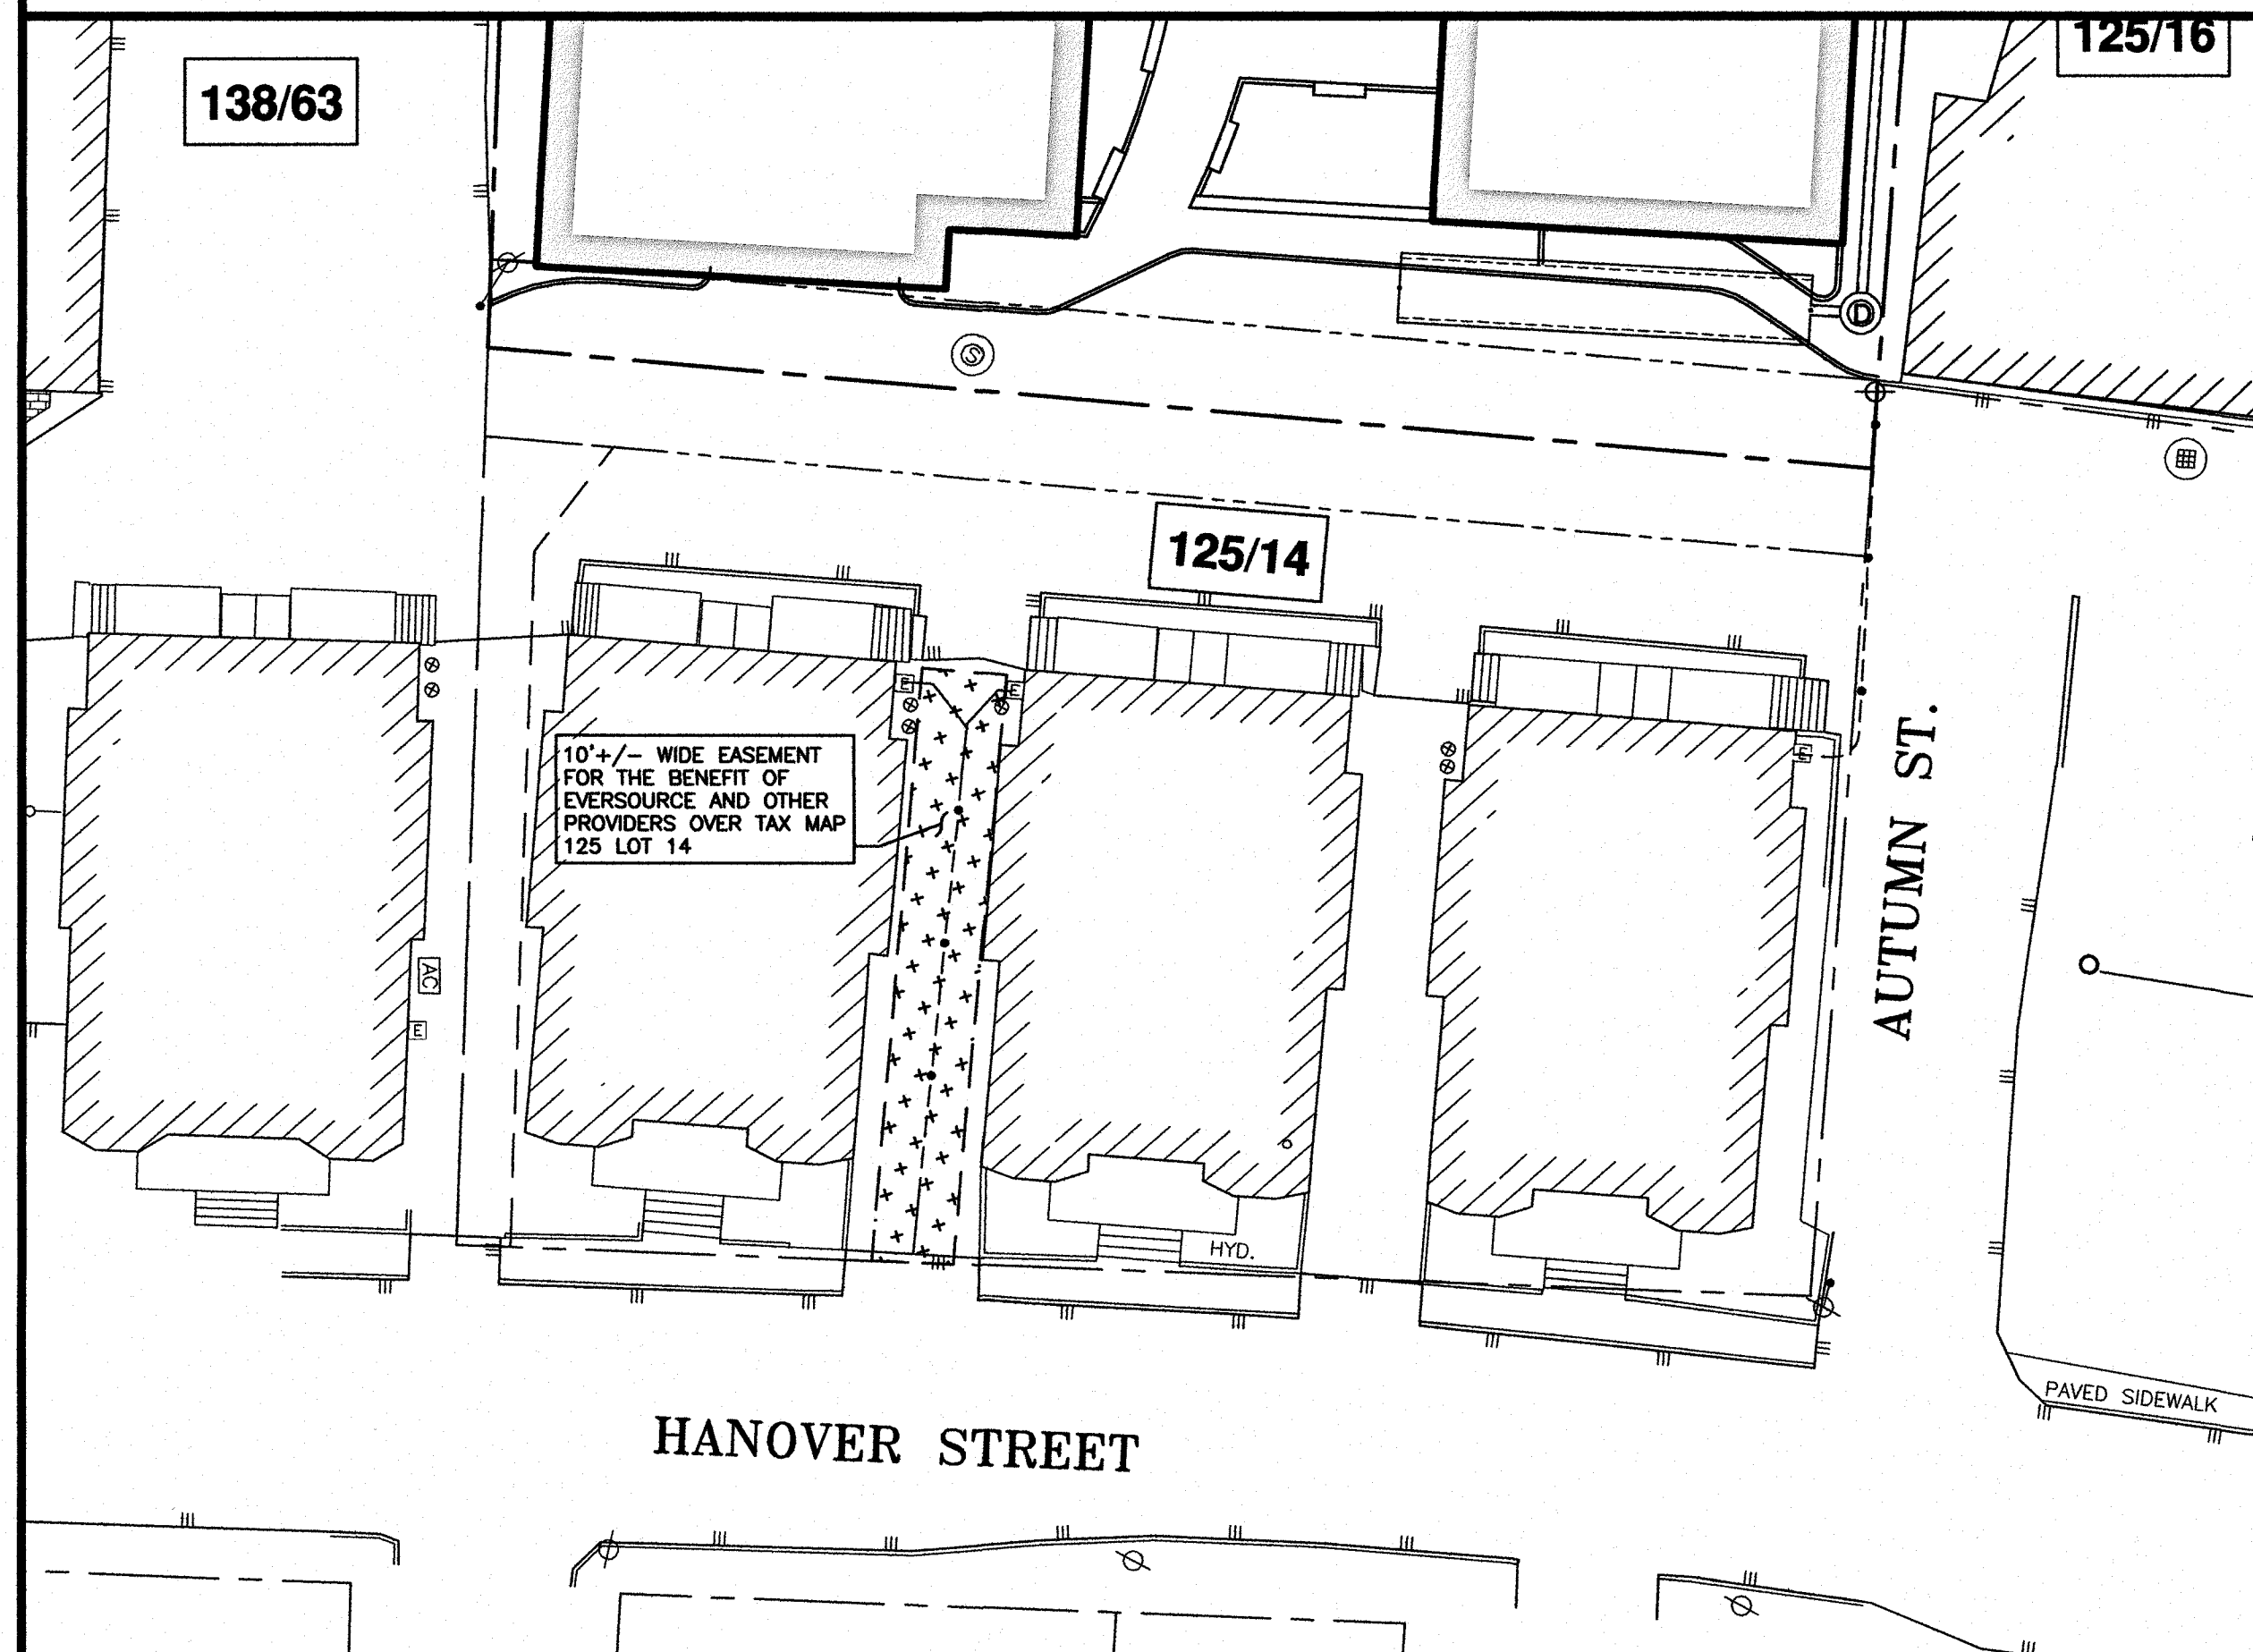 125/16
138/63
D
S
125/14
E
E
E
10'+/- WIDE EASEMENT
FOR THE BENEFIT OF
EVERSOURCE AND OTHER
PROVIDERS OVER TAX MAP
125 LOT 14
AUTUMN ST.
AC
E
HYD.
PAVED SIDEWALK
HANOVER STREET